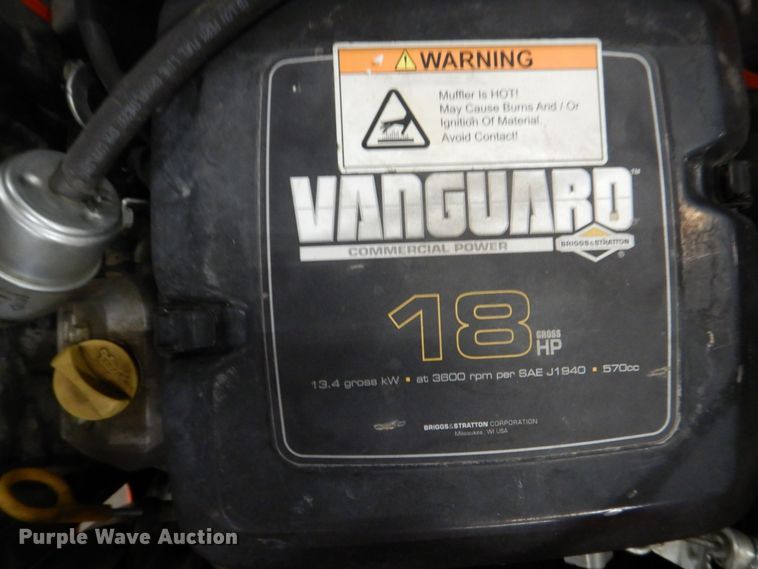 WARNING
Muffler Is HOT!
May Cause Burns And / Or
Ignition Of Material.
Avoid Contact!
VANGUARD™
COMMERCIAL POWER
BRIGGS&STRATTON
®
18 GROSS HP
13.4 gross kW • at 3600 rpm per SAE J1940 • 570cc
BRIGGS&STRATTON CORPORATION
Milwaukee, WI USA
Purple Wave Auction